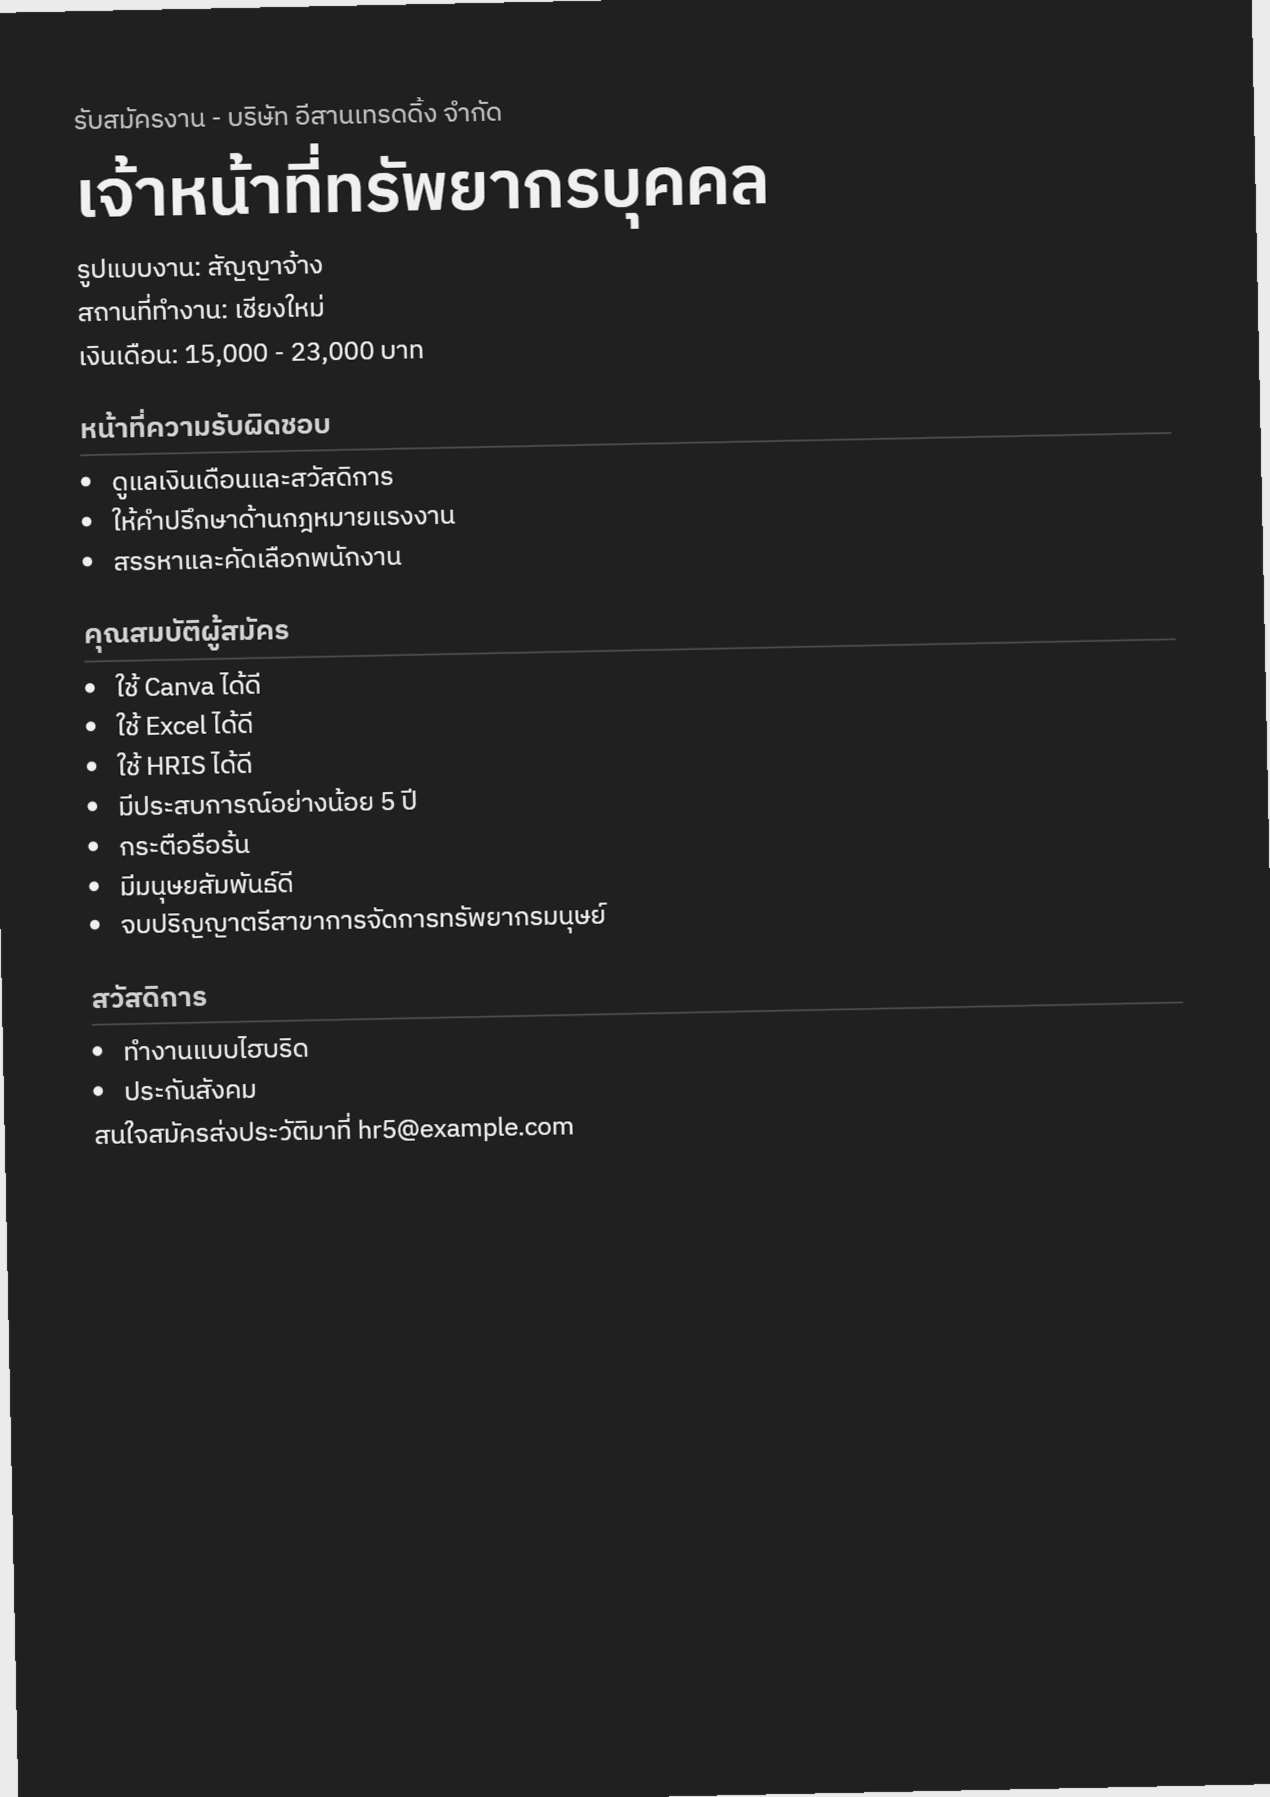 รับสมัครงาน - บริษัท อีสานเทรดดิ้ง จำกัด
เจ้าหน้าที่ทรัพยากรบุคคล
รูปแบบงาน: สัญญาจ้าง
สถานที่ทำงาน: เชียงใหม่
เงินเดือน: 15,000 - 23,000 บาท
หน้าที่ความรับผิดชอบ
• ดูแลเงินเดือนและสวัสดิการ
• ให้คำปรึกษาด้านกฎหมายแรงงาน
• สรรหาและคัดเลือกพนักงาน
คุณสมบัติผู้สมัคร
• ใช้ Canva ได้ดี
• ใช้ Excel ได้ดี
• ใช้ HRIS ได้ดี
• มีประสบการณ์อย่างน้อย 5 ปี
• กระตือรือร้น
• มีมนุษยสัมพันธ์ดี
• จบปริญญาตรีสาขาการจัดการทรัพยากรมนุษย์
สวัสดิการ
• ทำงานแบบไฮบริด
• ประกันสังคม
สนใจสมัครส่งประวัติมาที่ hr5@example.com